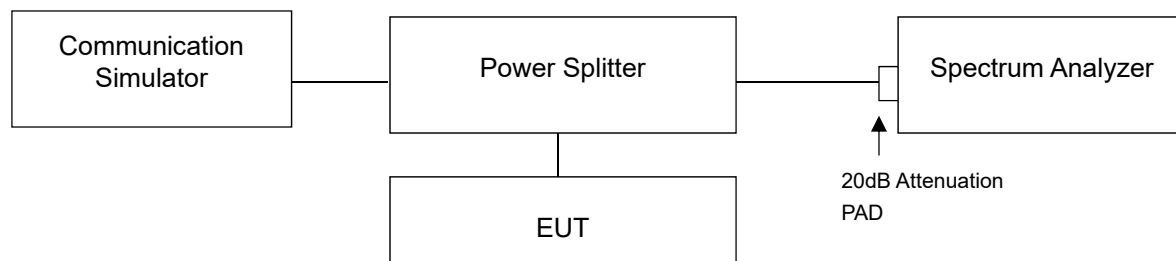 Communication
Simulator
Power Splitter
Spectrum Analyzer
20dB Attenuation
PAD
EUT